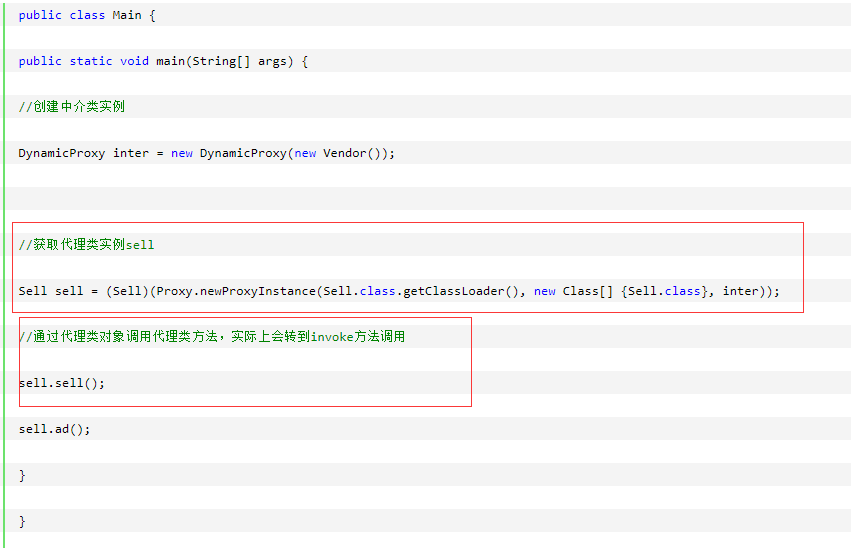 public class Main {
public static void main(String[] args) {
//创建中介类实例
DynamicProxy inter = new DynamicProxy(new Vendor());
//获取代理类实例sell
Sell sell = (Sell)(Proxy.newProxyInstance(Sell.class.getClassLoader(), new Class[] {Sell.class}, inter));
//通过代理类对象调用代理类方法，实际上会转到invoke方法调用
sell.sell();
sell.ad();
}
}